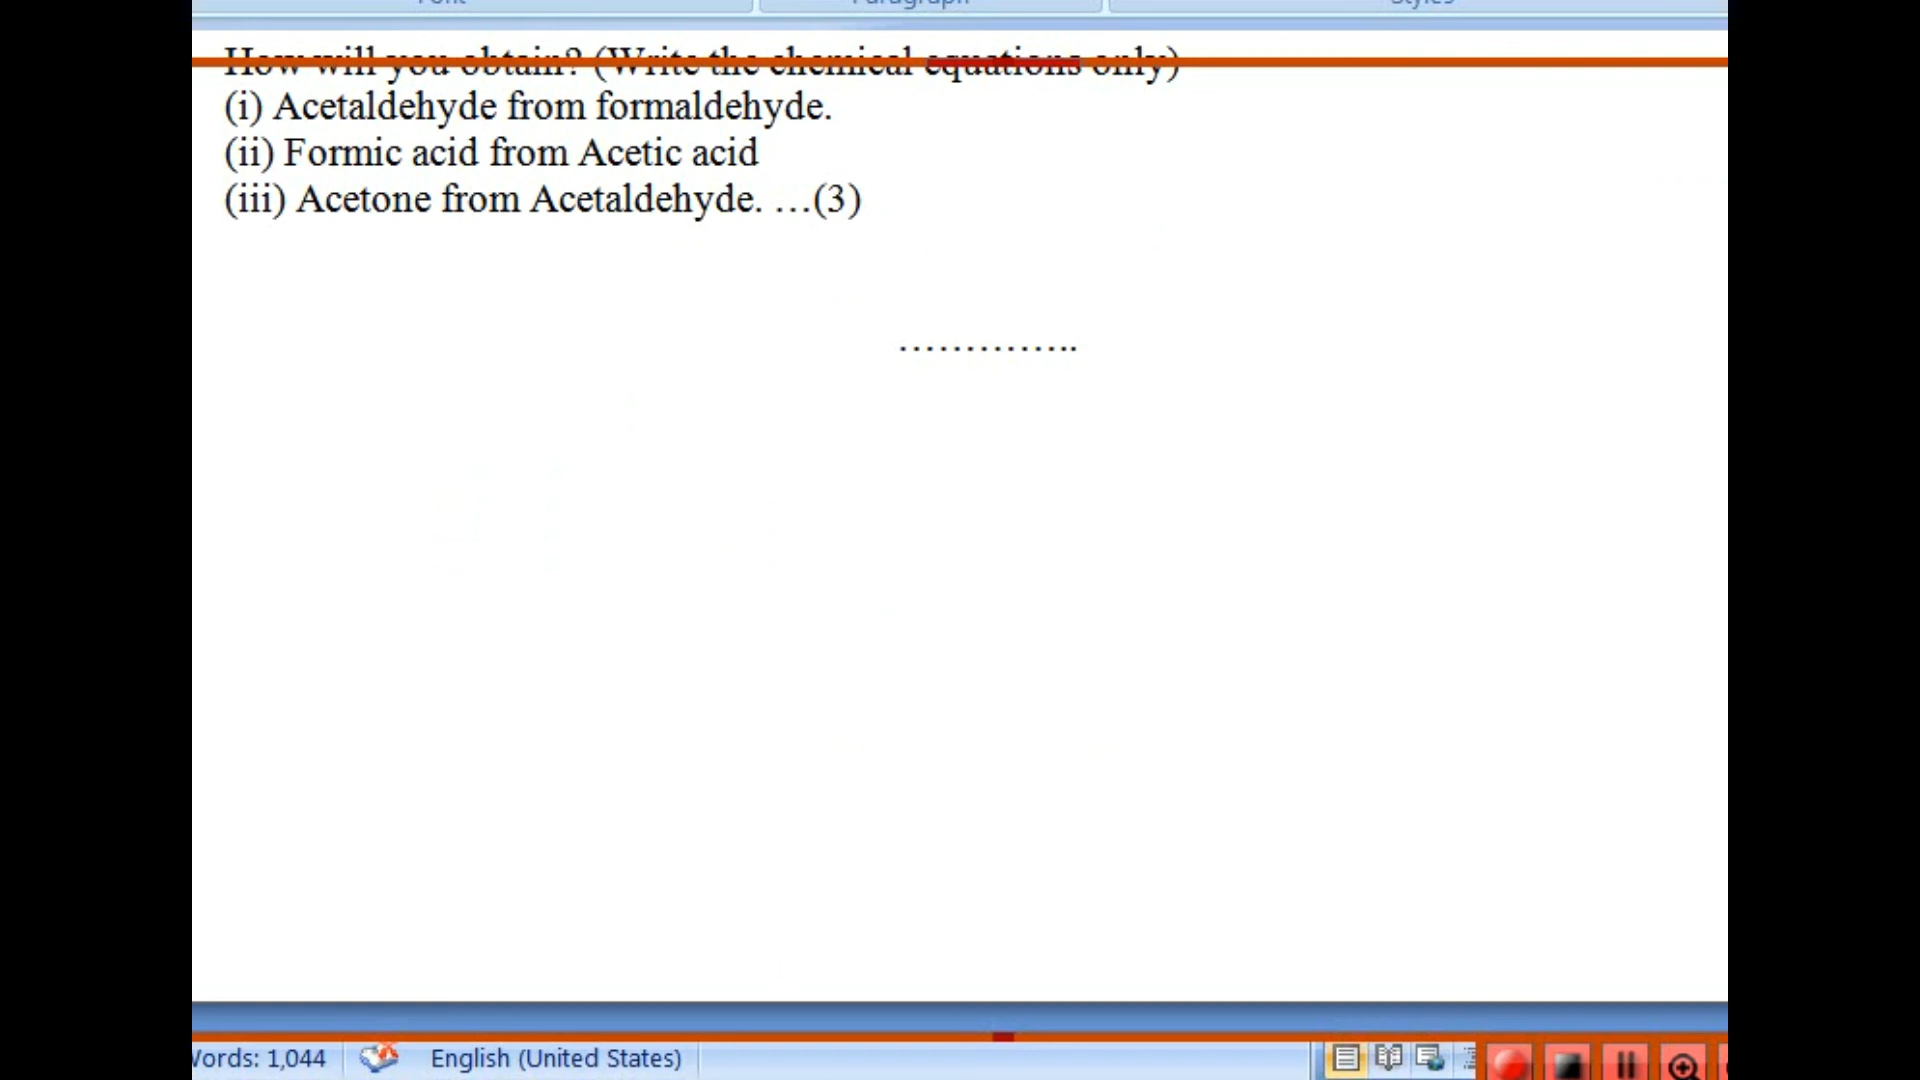 How will you obtain? (Write the chemical equations only)
(i) Acetaldehyde from formaldehyde.
(ii) Formic acid from Acetic acid
(iii) Acetone from Acetaldehyde. …(3)
…………..
Words: 1,044 English (United States)